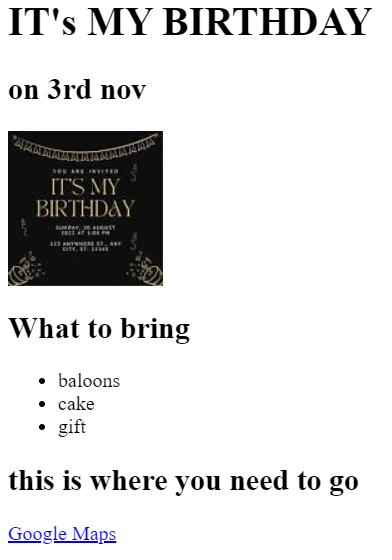 IT's MY BIRTHDAY
on 3rd nov
YOU ARE INVITED
IT'S MY
BIRTHDAY
SUNDAY, 20 AUGUST
2022 AT 1:00 PM
123 ANYWHERE ST., ANY
CITY, ST. 12345
What to bring
baloons
cake
gift
this is where you need to go
Google Maps